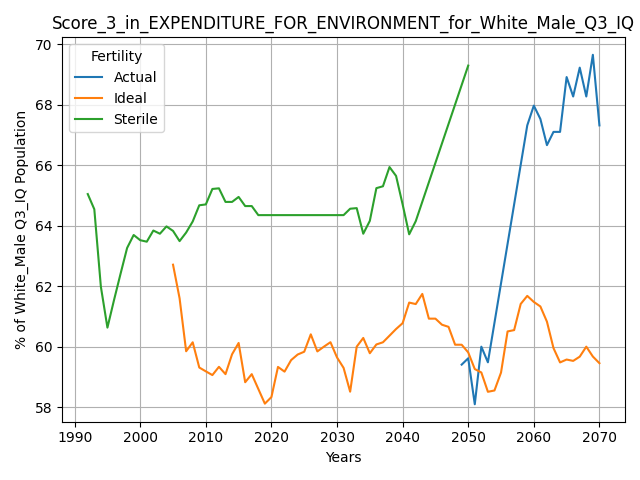 Score_3_in_EXPENDITURE_FOR_ENVIRONMENT_for_White_Male_Q3_IQ
Fertility
Actual
Ideal
Sterile
% of White_Male Q3_IQ Population
70
68
66
64
62
60
58
1990 2000 2010 2020 2030 2040 2050 2060 2070
Years